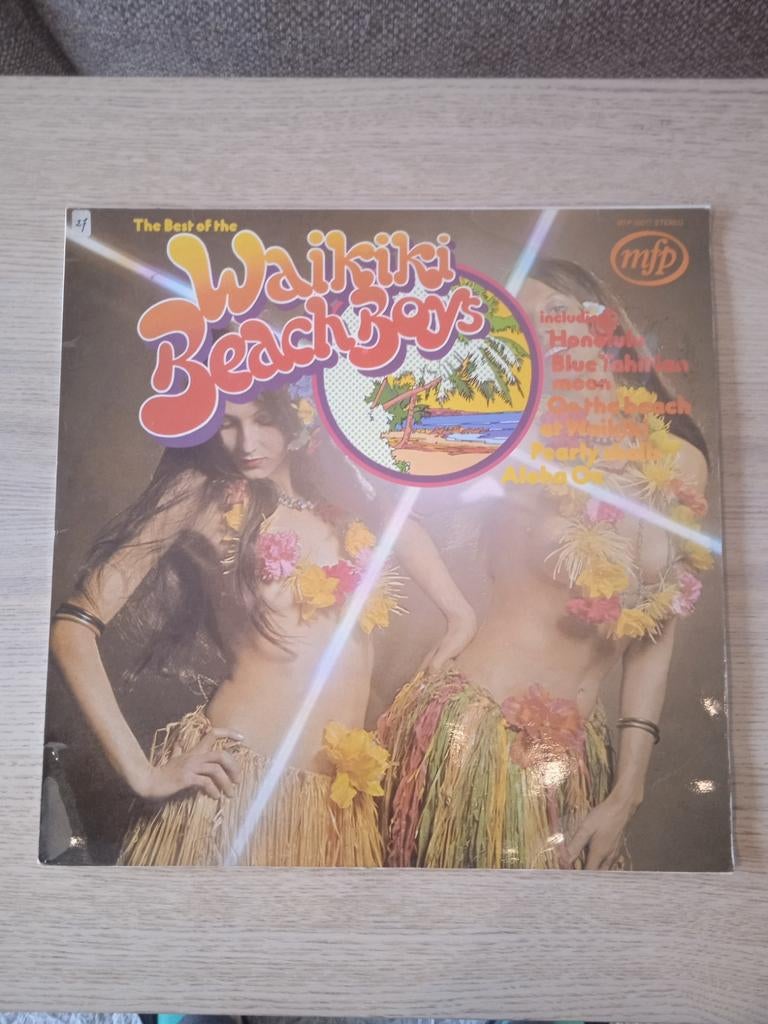 27
The Best of the
Waikiki
Beach Boys
STEREO
mfp
including:
Honolulu
Blue Tahitian
moon
On the beach
at Waikiki
Pearly shells
Aloha Oe